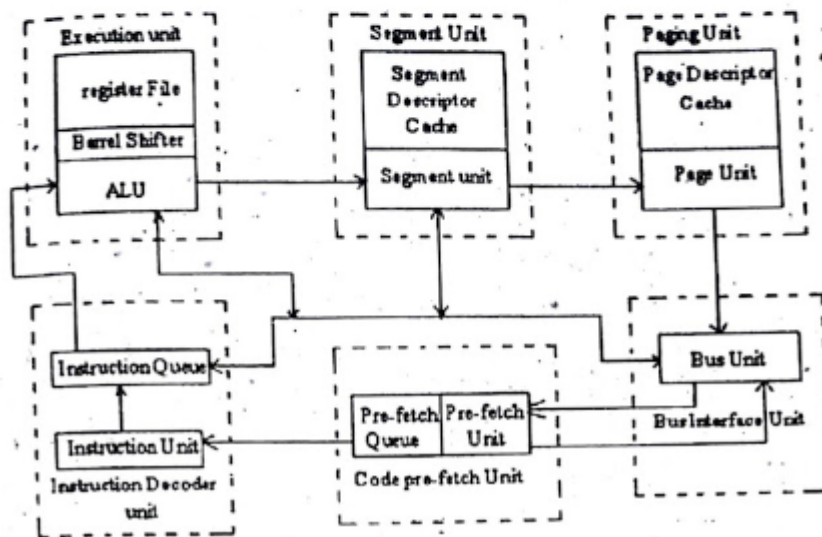 Execution unit
register File
Barrel Shifter
ALU
Segment Unit
Segment
Descriptor
Cache
Segment unit
Paging Unit
Page Descriptor
Cache
Page Unit
Instruction Queue
Instruction Unit
Instruction Decoder
unit
Pre-fetch
Queue
Pre-fetch
Unit
Code pre-fetch Unit
Bus Unit
Bus Interface Unit